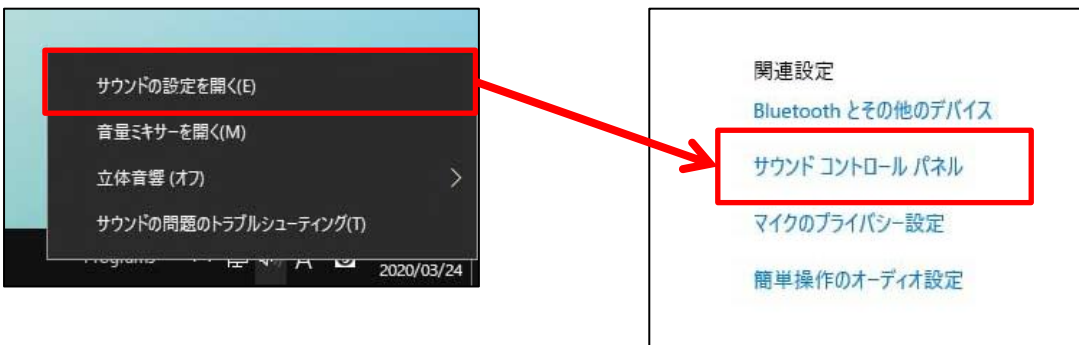 サウンドの設定を開く(E)
音量ミキサーを開く(M)
立体音響 (オフ)
サウンドの問題のトラブルシューティング(T)
A
2020/03/24
関連設定
Bluetooth とその他のデバイス
サウンド コントロール パネル
マイクのプライバシー設定
簡単操作のオーディオ設定